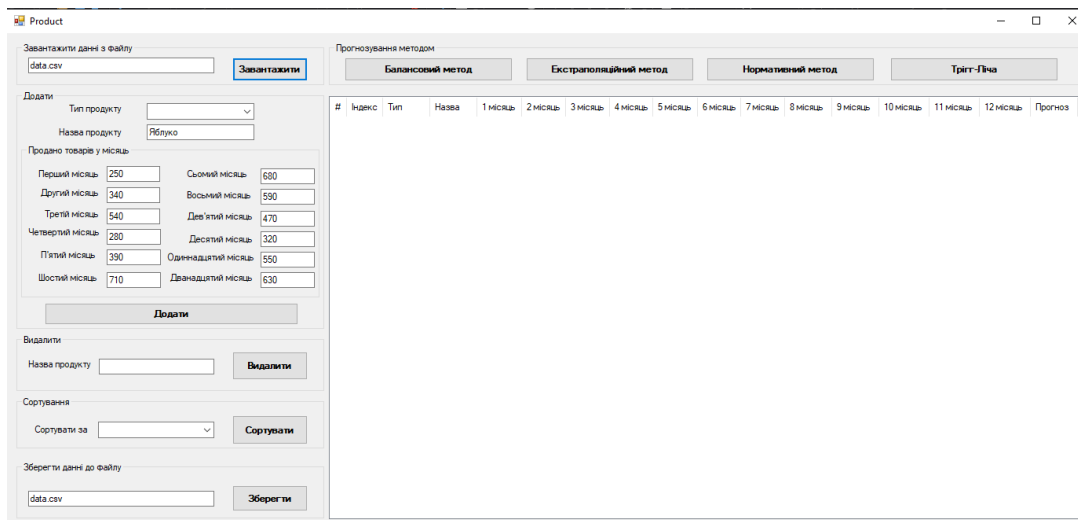 Product
Завантажити данні з файлу
data.csv
Завантажити
Прогнозування методом
Балансовий метод
Екстраполяційний метод
Нормативний метод
Трігг-Ліча
Додати
Тип продукту
Назва продукту Яблуко
Продано товарів у місяць
Перший місяць 250 Сьомий місяць 680
Другий місяць 340 Восьмий місяць 590
Третій місяць 540 Дев'ятий місяць 470
Четвертий місяць 280 Десятий місяць 320
П'ятий місяць 390 Одиннадцятий місяць 550
Шостий місяць 710 Дванадцятий місяць 630
Додати
Видалити
Назва продукту
Видалити
Сортування
Сортувати за
Сортувати
Зберегти данні до файлу
data.csv
Зберегти
# Індекс Тип Назва 1 місяць 2 місяць 3 місяць 4 місяць 5 місяць 6 місяць 7 місяць 8 місяць 9 місяць 10 місяць 11 місяць 12 місяць Прогноз